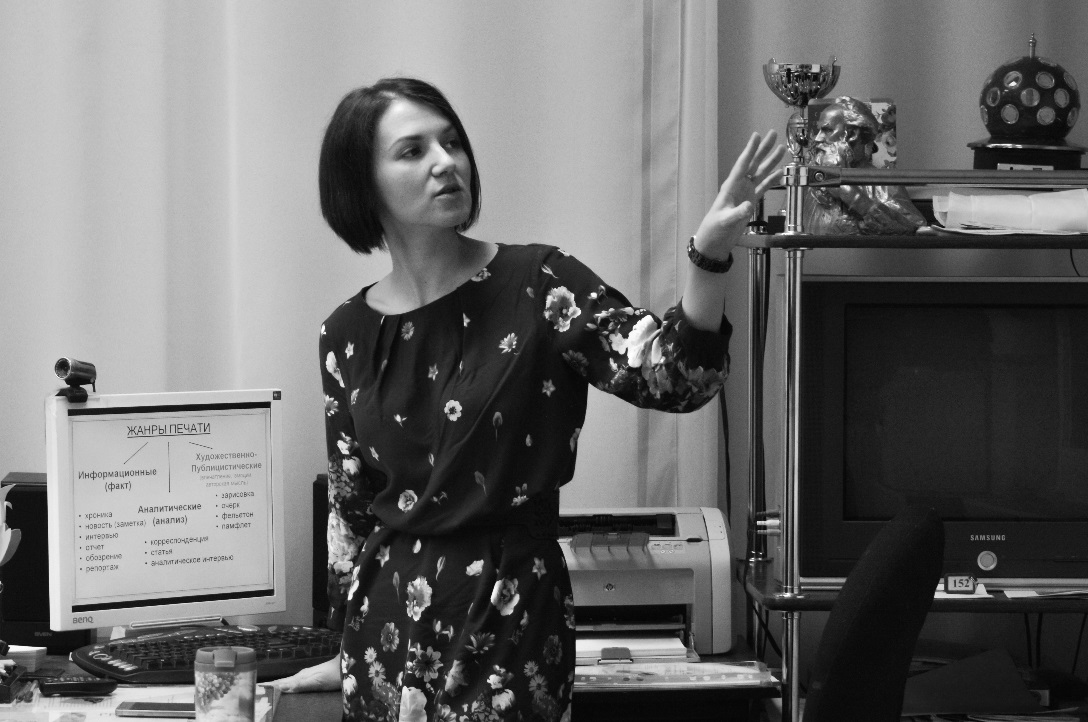 ЖАНРЫ ПЕЧАТИ
Информационные
(факт)
• хроника
• новость (заметка)
• интервью
• отчет
• обозрение
• репортаж
Аналитические
(анализ)
• корреспонденция
• статья
• аналитическое интервью
Художественно-
Публицистические
• зарисовка
• очерк
• фельетон
• памфлет
BENQ
SAMSUNG
152